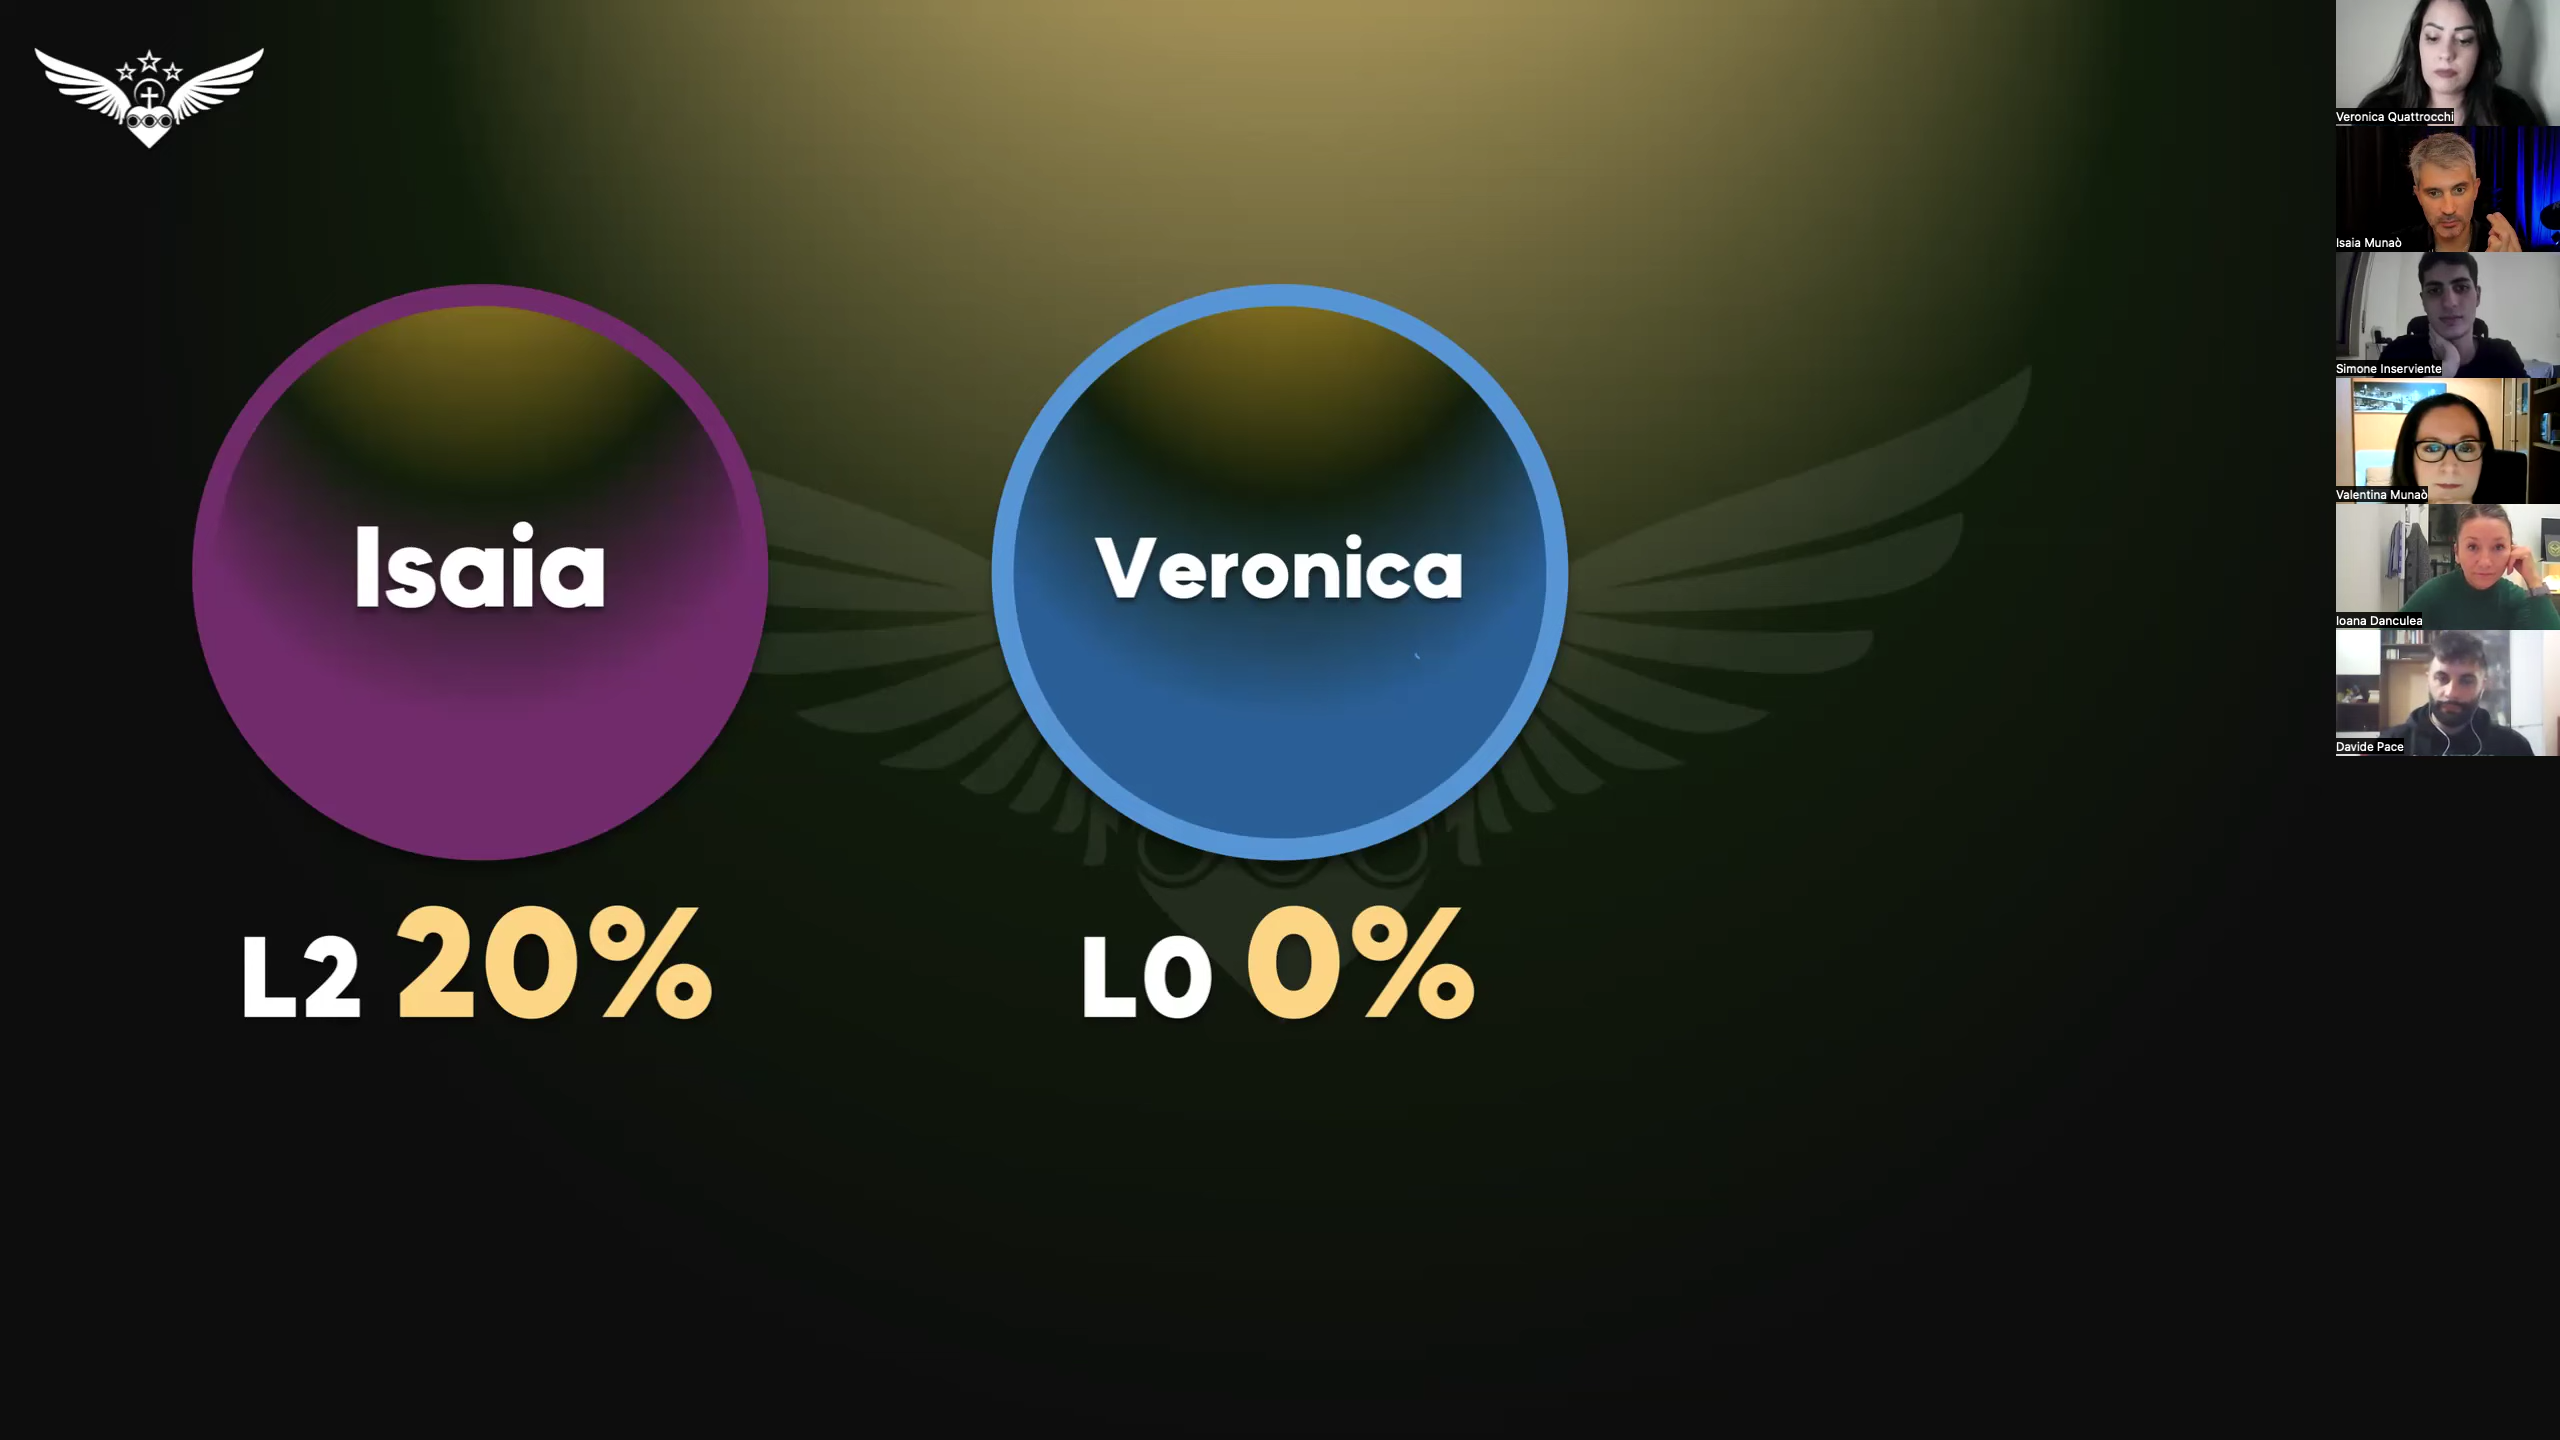 Isaia
Veronica
L2 20%
L0 0%
Veronica Quattrocchi
Isaia Munaò
Simone Inserviente
Valentina Munaò
Ioana Danculea
Davide Pace